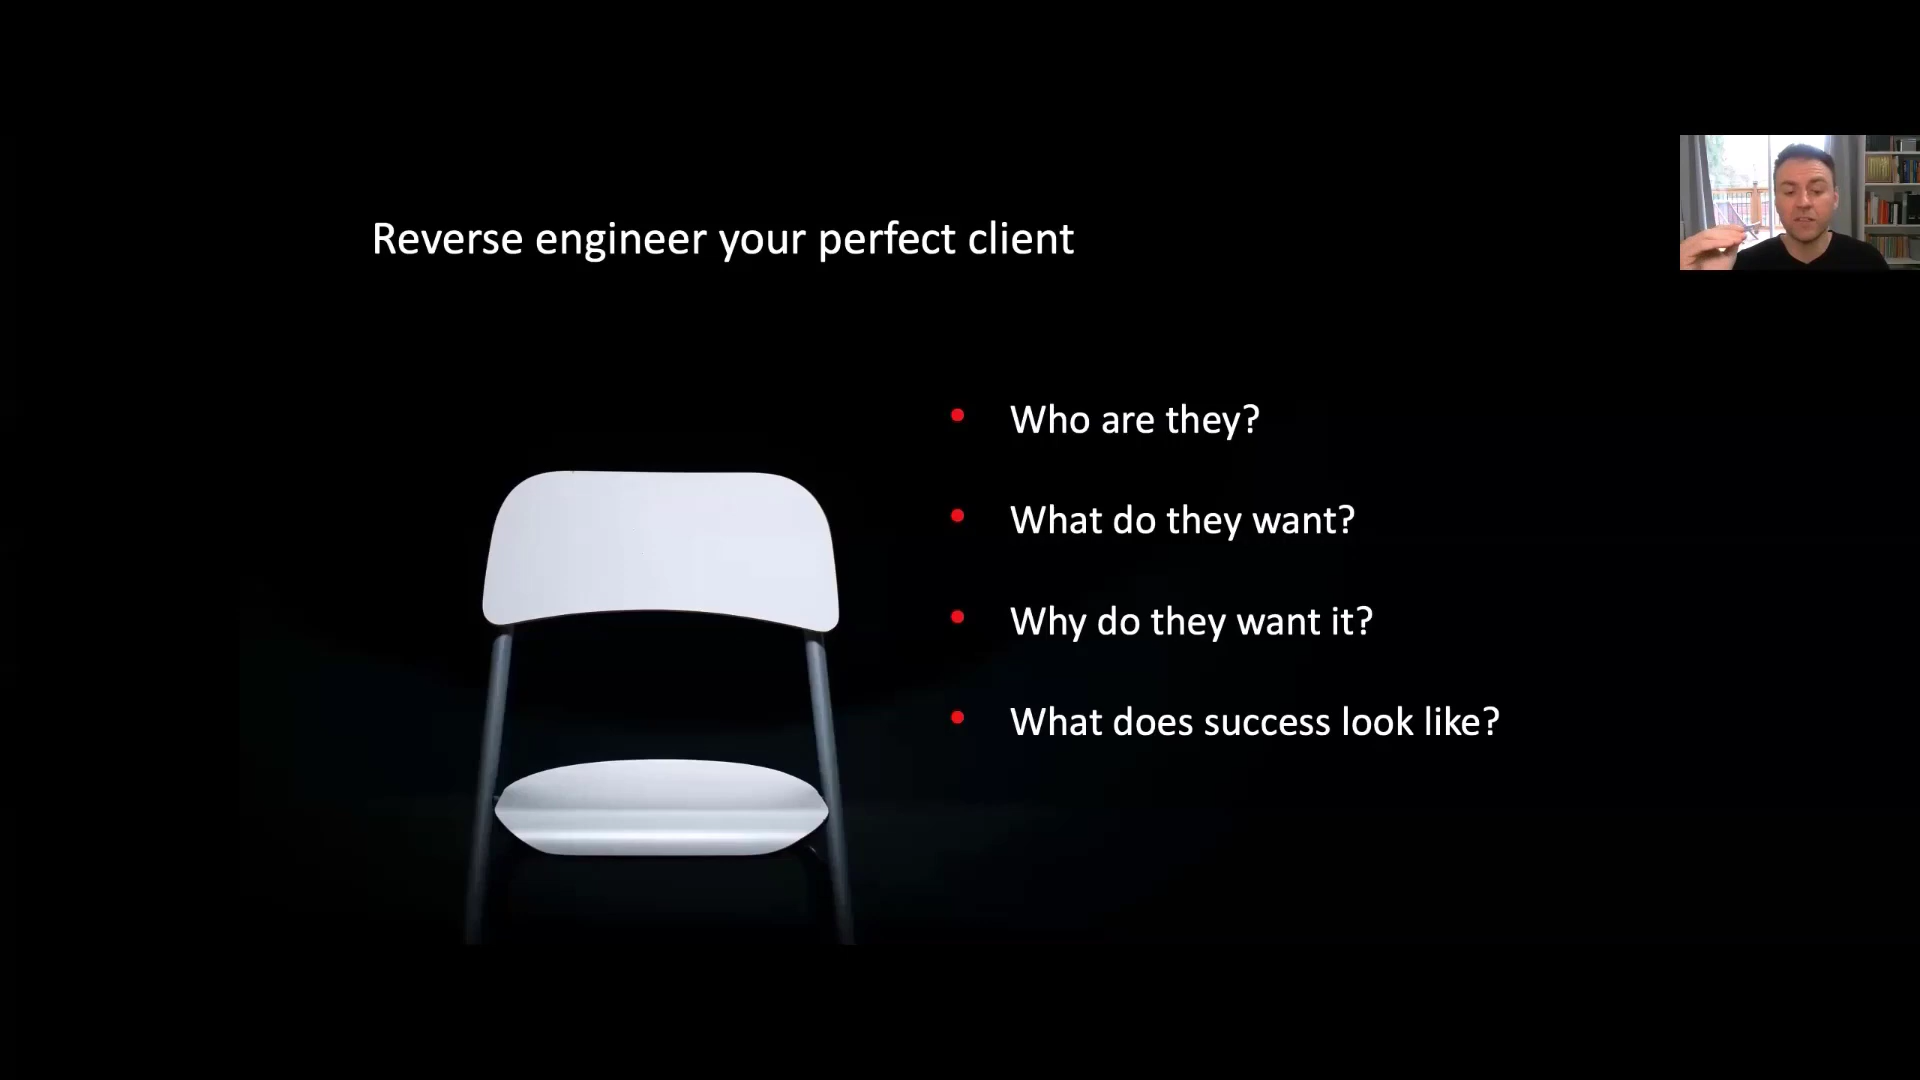 Reverse engineer your perfect client
Who are they?
What do they want?
Why do they want it?
What does success look like?